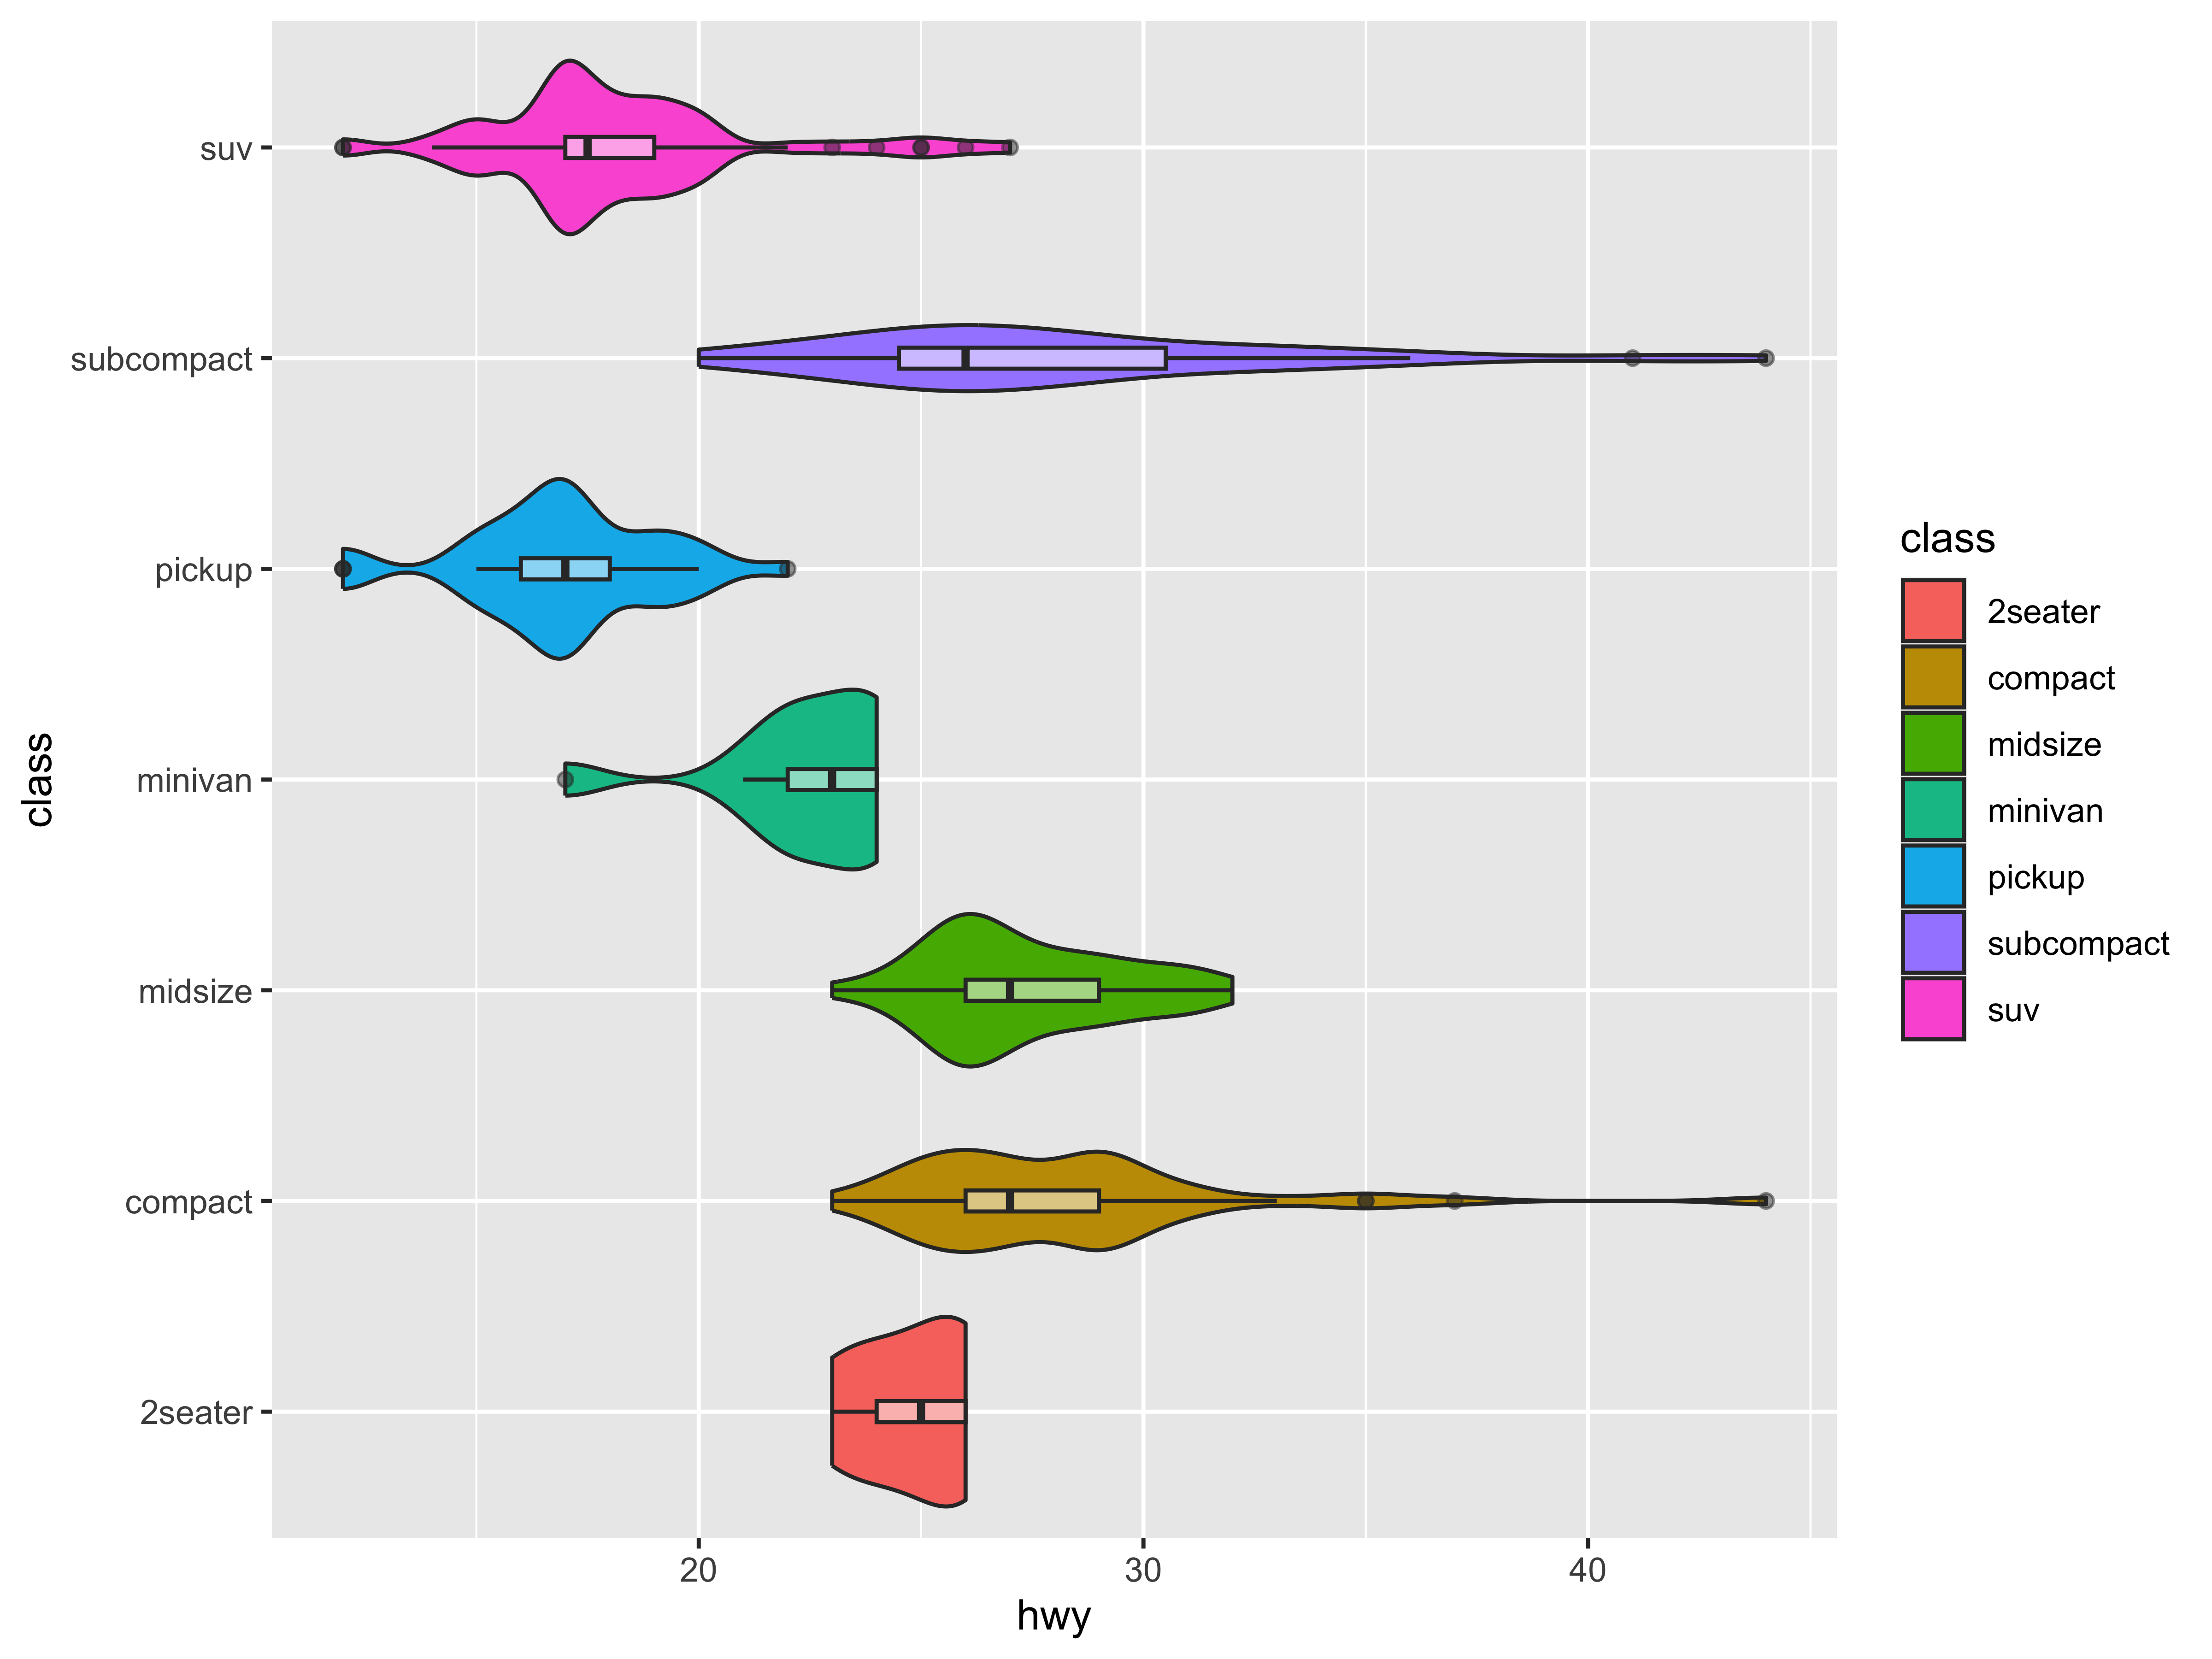 suv
subcompact
pickup
minivan
midsize
compact
2seater
class
20 30 40
hwy
class
2seater
compact
midsize
minivan
pickup
subcompact
suv